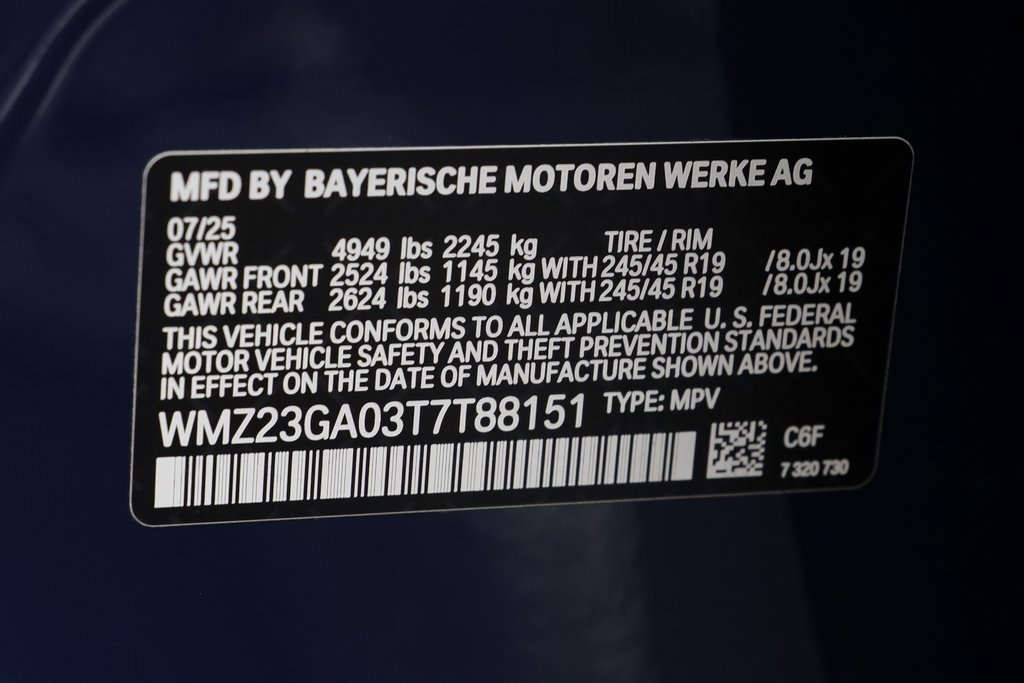 MFD BY BAYERISCHE MOTOREN WERKE AG
07/25
GVWR 4949 lbs 2245 kg TIRE / RIM
GAWR FRONT 2524 lbs 1145 kg WITH 245/45 R19 /8.0Jx 19
GAWR REAR 2624 lbs 1190 kg WITH 245/45 R19 /8.0Jx 19
THIS VEHICLE CONFORMS TO ALL APPLICABLE U. S. FEDERAL
MOTOR VEHICLE SAFETY AND THEFT PREVENTION STANDARDS
IN EFFECT ON THE DATE OF MANUFACTURE SHOWN ABOVE.
WMZ23GA03T7T88151 TYPE: MPV
C6F
7 320 730